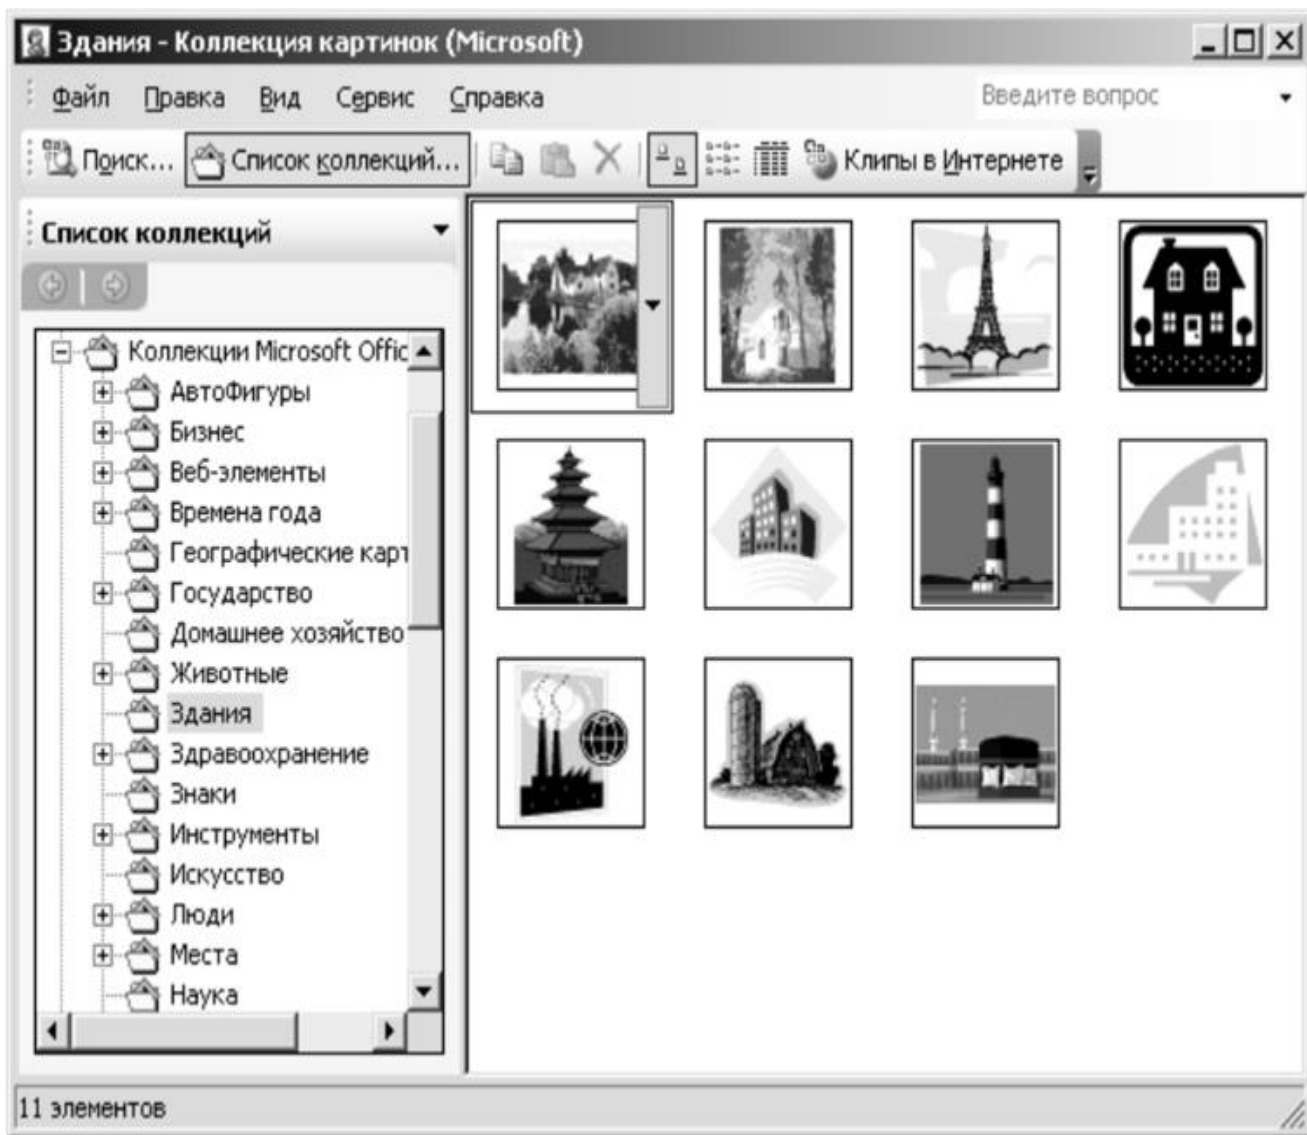 Здания - Коллекция картинок (Microsoft)
Файл Правка Вид Сервис Справка Введите вопрос
Поиск... Список коллекций... Клипы в Интернете
Список коллекций
Коллекции Microsoft Offic
АвтоФигуры
Бизнес
Веб-элементы
Времена года
Географические карт
Государство
Домашнее хозяйство
Животные
Здания
Здравоохранение
Знаки
Инструменты
Искусство
Люди
Места
Наука
11 элементов